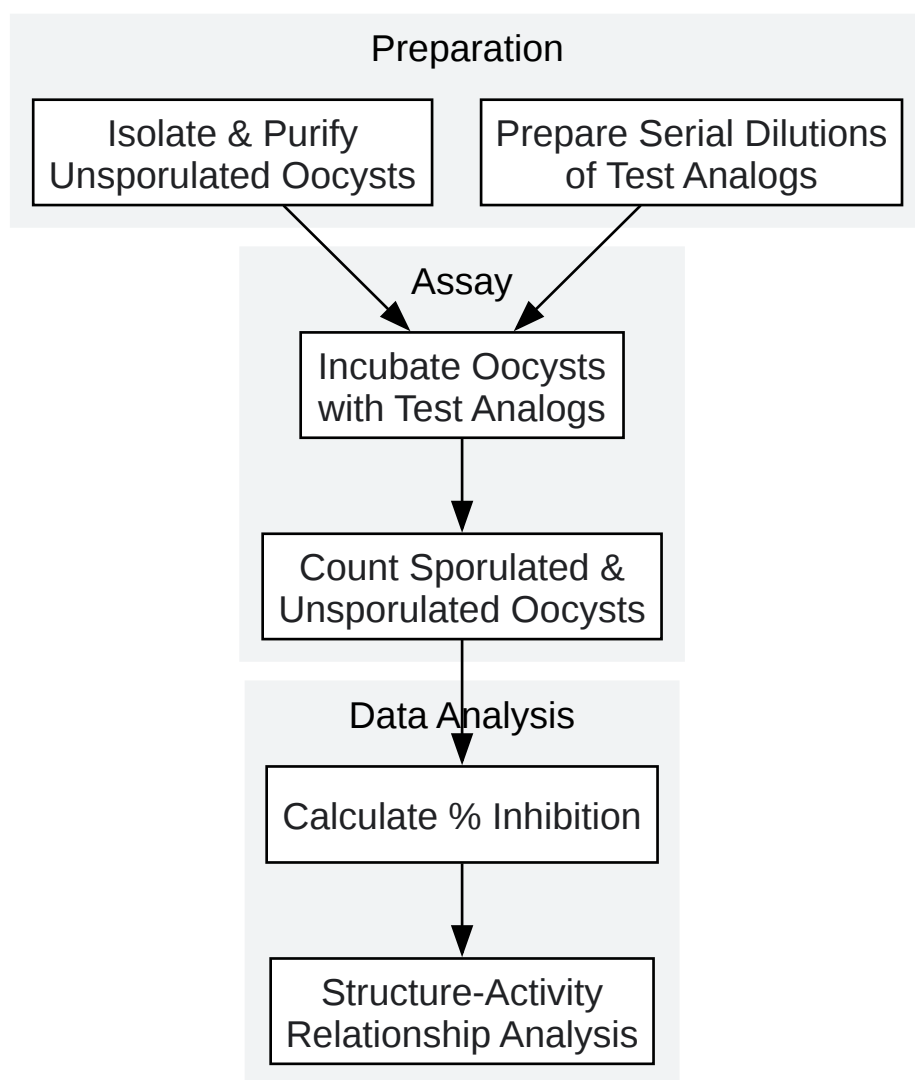 Preparation
Isolate & Purify
Unsporulated Oocysts
Prepare Serial Dilutions
of Test Analogs
Assay
Incubate Oocysts
with Test Analogs
Count Sporulated &
Unsporulated Oocysts
Data Analysis
Calculate % Inhibition
Structure-Activity
Relationship Analysis